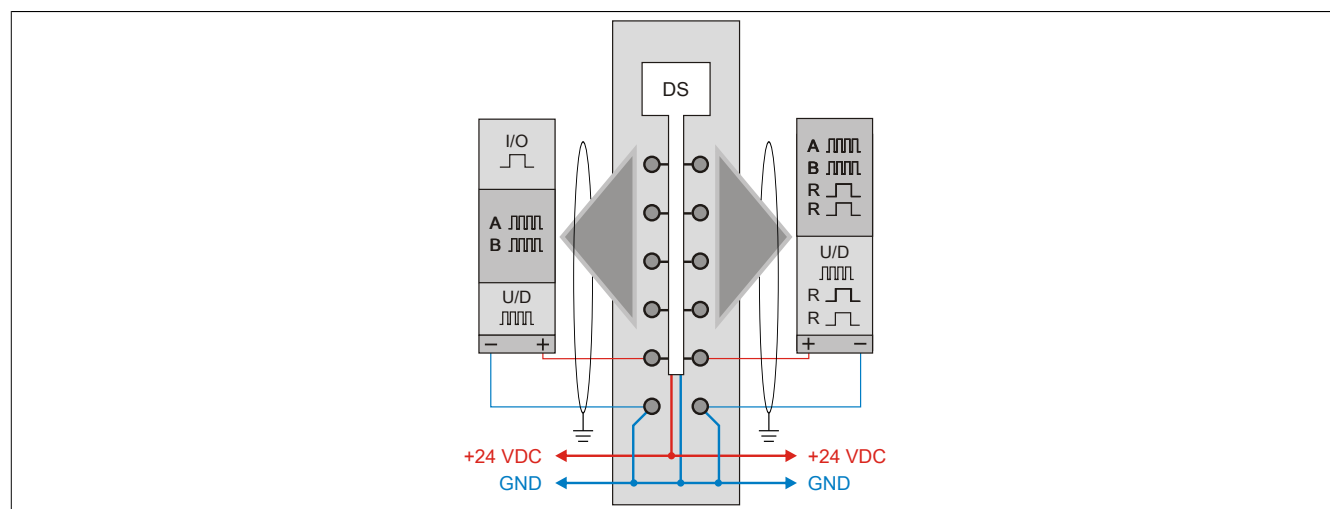 DS
I/O
A
B
U/D
− +
A
B
R
R
U/D
R
R
+ −
+24 VDC
+24 VDC
GND
GND